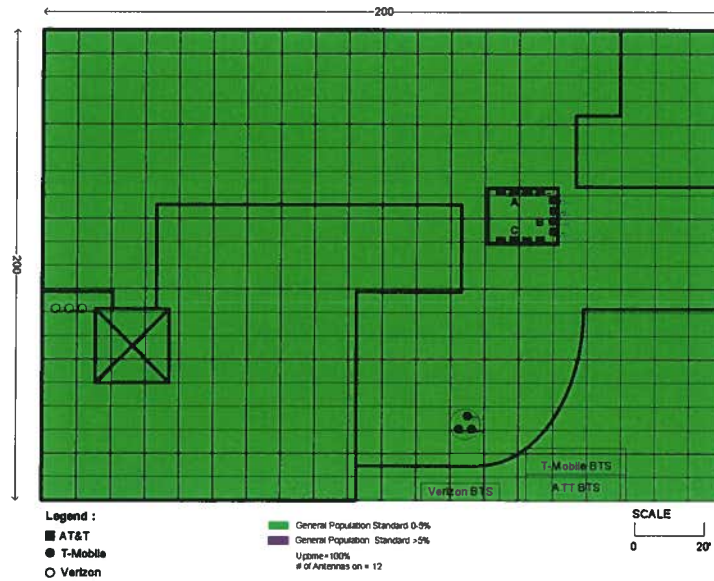 200
200
A
B
C
T-Mobile BTS
Verizon BTS
ATT BTS
Legend :
AT&T
T-Mobile
Verizon
General Population Standard 0-5%
General Population Standard >5%
Uptime=100%
# of Antennas on = 12
SCALE
0 20'